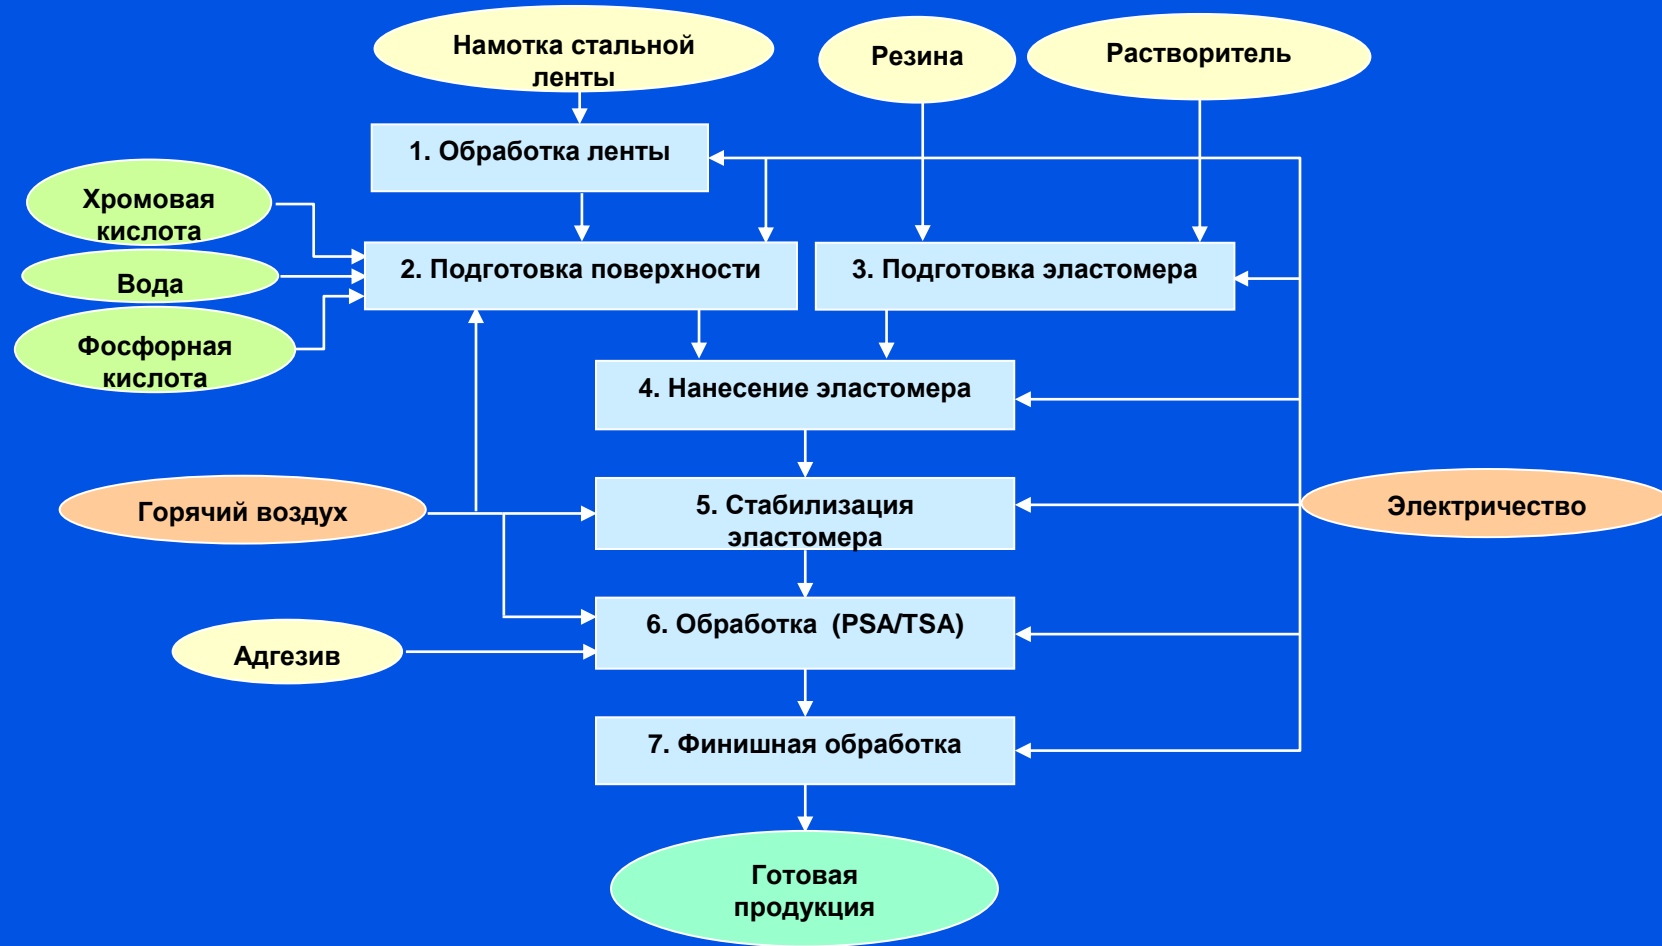 Намотка стальной
ленты
Резина
Растворитель
1. Обработка ленты
Хромовая
кислота
Вода
Фосфорная
кислота
2. Подготовка поверхности
3. Подготовка эластомера
4. Нанесение эластомера
Горячий воздух
5. Стабилизация
эластомера
Электричество
6. Обработка (PSA/TSA)
Адгезив
7. Финишная обработка
Готовая
продукция